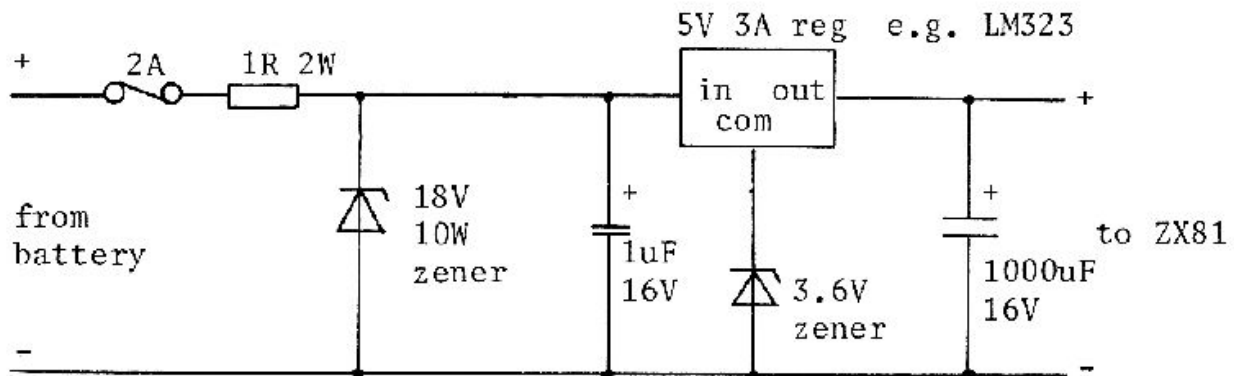 5V 3A reg e.g. LM323
+
2A
1R 2W
in out
com
+
from
battery
18V
10W
zener
+
1uF
16V
3.6V
zener
+
1000uF
16V
to ZX81
-
-